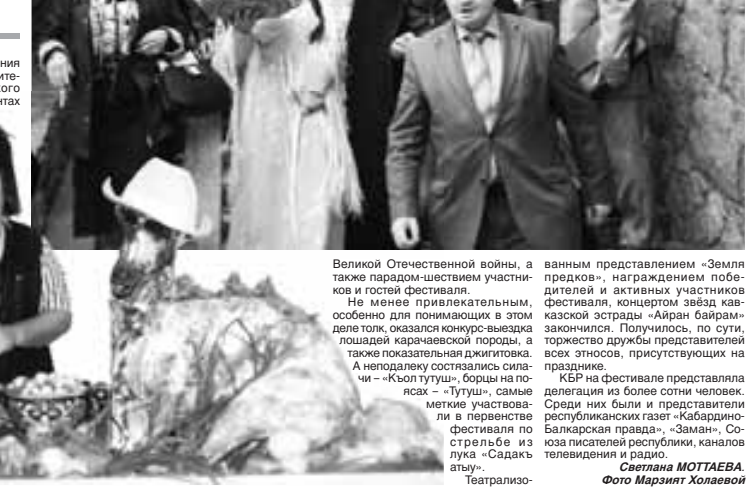 ния
ите-
кого
нтах
Великой Отечественной войны, а
также парадом-шествием участни-
ков и гостей фестиваля.
Не менее привлекательным,
особенно для понимающих в этом
деле толк, оказался конкурс-выездка
лошадей карачаевской породы, а
также показательная джигитовка.
А неподалеку состязались сила-
чи – «Къол тутуш», борцы на по-
ясах – «Тутуш», самые
меткие участвова-
ли в первенстве
фестиваля по
стрельбе из
лука «Садакъ
атыу».
Театрализо-
ванным представлением «Земля
предков», награждением побе-
дителей и активных участников
фестиваля, концертом звёзд кав-
казской эстрады «Айран байрам»
закончился. Получилось, по сути,
торжество дружбы представителей
всех этносов, присутствующих на
празднике.
КБР на фестивале представляла
делегация из более сотни человек.
Среди них были и представители
республиканских газет «Кабардино-
Балкарская правда», «Заман», Со-
юза писателей республики, каналов
телевидения и радио.
Светлана МОТТАЕВА.
Фото Марзият Холаевой